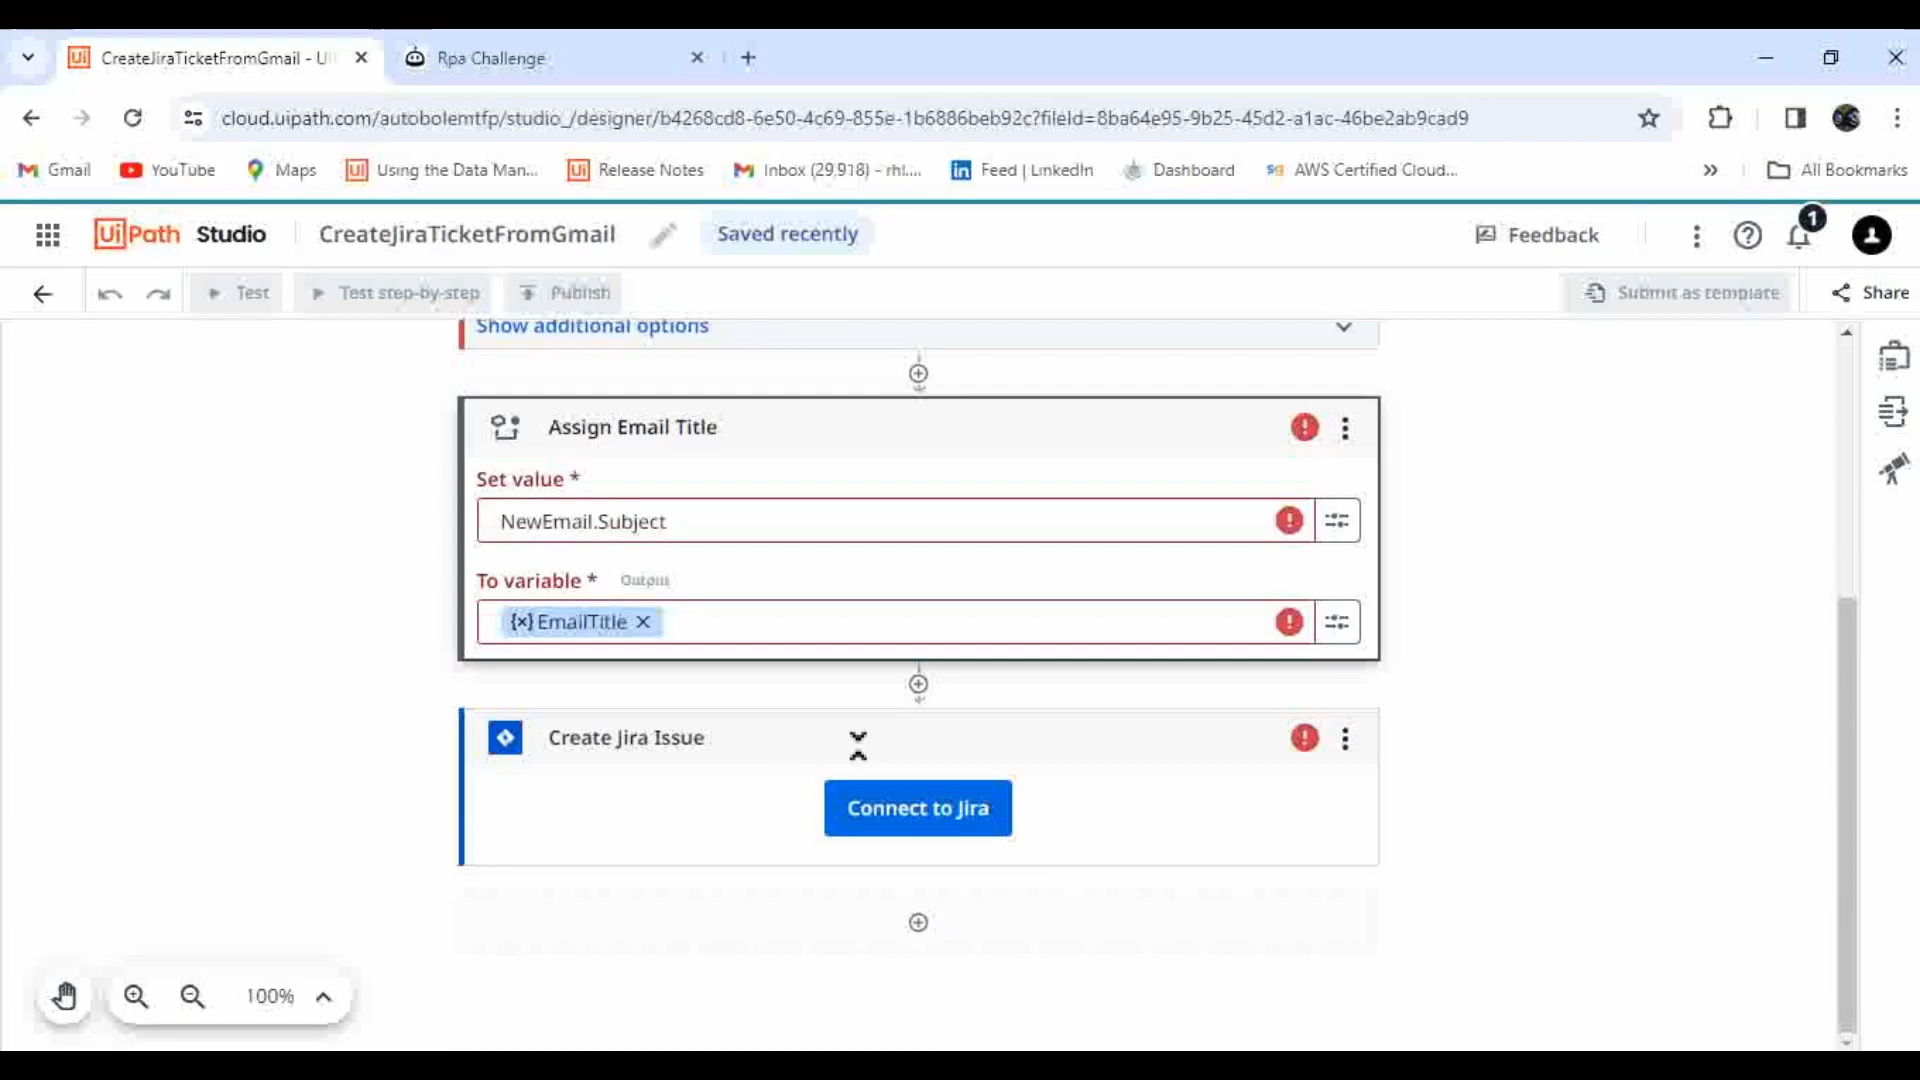 CreateJiraTicketFromGmail - U
Rpa Challenge
cloud.uipath.com/autobolemtfp/studio_/designer/b4268cd8-6e50-4c69-855e-1b6886beb92c?fileId=8ba64e95-9b25-45d2-a1ac-46be2ab9cad9
Gmail
YouTube
Maps
Using the Data Man...
Release Notes
Inbox (29,918) - rhl....
Feed | LinkedIn
Dashboard
AWS Certified Cloud...
All Bookmarks
UiPath Studio
CreateJiraTicketFromGmail
Saved recently
Feedback
1
Test
Test step-by-step
Publish
Submit as template
Share
Show additional options
Assign Email Title
Set value *
NewEmail.Subject
To variable * Output
{×} EmailTitle
Create Jira Issue
Connect to Jira
100%